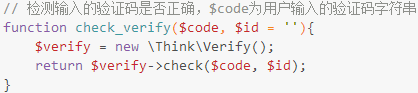 // 检测输入的验证码是否正确，$code为用户输入的验证码字符串
function check_verify($code, $id = ''){
    $verify = new \Think\Verify();
    return $verify->check($code, $id);
}